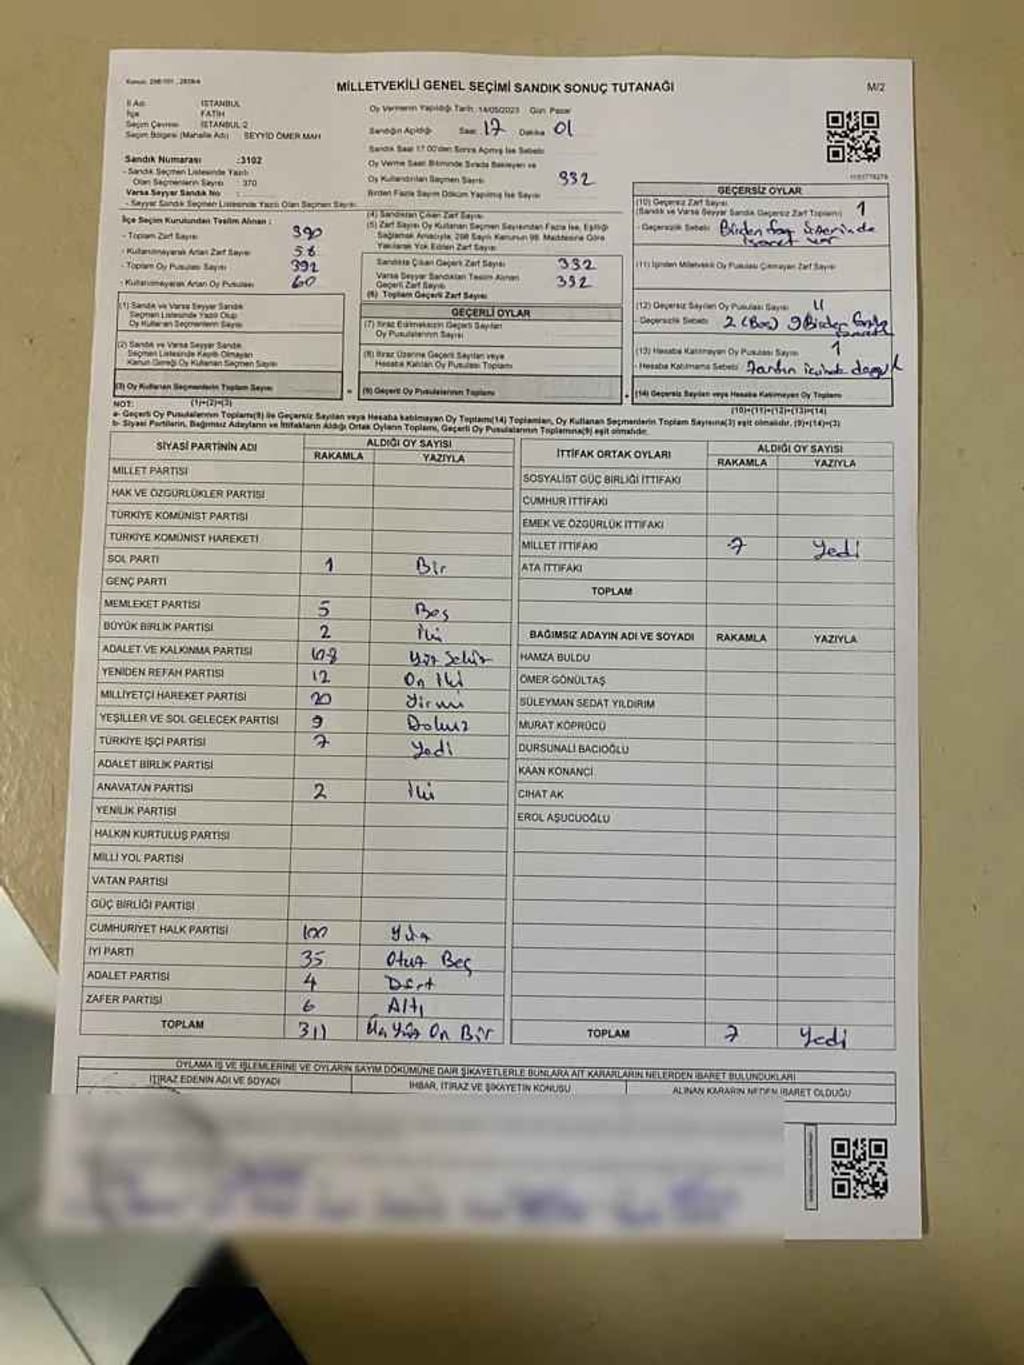 MİLLETVEKİLİ GENEL SEÇİMİ SANDIK SONUÇ TUTANAĞI
M/2
İl Adı : İSTANBUL
İlçe : FATİH
Seçim Çevresi : İSTANBUL-2
Seçim Bölgesi (Mahalle Adı) : SEYYİD ÖMER MAH
Oy Vermenin Yapıldığı Tarih: 14/05/2023 Gün: Pazar
Sandığın Açıldığı Saat: 17 Dakika 01
Sandık Saat 17.00'den Sonra Açılmış İse Sebebi
Sandık Numarası :3102
- Sandık Seçmen Listesinde Yazılı
Olan Seçmenlerin Sayısı : 370
Varsa Seyyar Sandık No :
- Seyyar Sandık Seçmen Listesinde Yazılı Olan Seçmen Sayısı
Oy Verme Saati Bitiminde Sırada Bekleyen ve
Oy Kullandırılan Seçmen Sayısı 332
Birden Fazla Sayım Döküm Yapılmış İse Sayısı
İlçe Seçim Kurulundan Teslim Alınan :
- Toplam Zarf Sayısı 390
- Kullanılmayarak Artan Zarf Sayısı 58
- Toplam Oy Pusulası Sayısı 392
- Kullanılmayarak Artan Oy Pusulası 60
(1) Sandık ve Varsa Seyyar Sandık
Seçmen Listesinde Yazılı Olup
Oy Kullanan Seçmenlerin Sayısı
(2) Sandık ve Varsa Seyyar Sandık
Seçmen Listesinde Kayıtlı Olmayan
Kanun Gereği Oy Kullanan Seçmen Sayısı
(3) Oy Kullanan Seçmenlerin Toplam Sayısı
(1)+(2)=(3)
(4) Sandıktan Çıkan Zarf Sayısı
(5) Zarf Sayısı Oy Kullanan Seçmen Sayısından Fazla İse, Eşitliği
Sağlamak Amacıyla, 298 Sayılı Kanunun 98. Maddesine Göre
Yakılarak Yok Edilen Zarf Sayısı
Sandıkta Çıkan Geçerli Zarf Sayısı 332
Varsa Seyyar Sandıktan Teslim Alınan
Geçerli Zarf Sayısı 332
(6) Toplam Geçerli Zarf Sayısı
GEÇERLİ OYLAR
(7) İtiraz Edilmeksizin Geçerli Sayılan
Oy Pusulalarının Sayısı
(8) İtiraz Üzerine Geçerli Sayılan veya
Hesaba Katılan Oy Pusulaları Toplamı
(9) Geçerli Oy Pusulalarının Toplamı
GEÇERSİZ OYLAR
(10) Geçersiz Zarf Sayısı
(Sandık ve Varsa Seyyar Sandık Geçersiz Zarf Toplamı) 1
- Geçersizlik Sebebi:
(11) İçinden Milletvekili Oy Pusulası Çıkmayan Zarf Sayısı
(12) Geçersiz Sayılan Oy Pusulası Sayısı 11
- Geçersizlik Sebebi: 2 (Boş) 9 Birden fazla
(13) Hesaba Katılmayan Oy Pusulası Sayısı 1
- Hesaba Katılmama Sebebi: Zarfın içinde
(14) Geçersiz Sayılan veya Hesaba Katılmayan Oy Toplamı
(10)+(11)+(12)+(13)=(14)
NOT:
a- Geçerli Oy Pusulalarının Toplamı(9) ile Geçersiz Sayılan veya Hesaba katılmayan Oy Toplamı(14) Toplamları, Oy Kullanan Seçmenlerin Toplam Sayısına(3) eşit olmalıdır. (9)+(14)=(3)
b- Siyasi Partilerin, Bağımsız Adayların ve İttifakların Aldığı Ortak Oyların Toplamı, Geçerli Oy Pusulalarının Toplamına(9) eşit olmalıdır.
SİYASİ PARTİNİN ADI ALDIĞI OY SAYISI
RAKAMLA YAZIYLA
MİLLET PARTİSİ
HAK VE ÖZGÜRLÜKLER PARTİSİ
TÜRKİYE KOMÜNİST PARTİSİ
TÜRKİYE KOMÜNİST HAREKETİ
SOL PARTİ 1 Bir
GENÇ PARTİ
MEMLEKET PARTİSİ 5 Beş
BÜYÜK BİRLİK PARTİSİ 2 İki
ADALET VE KALKINMA PARTİSİ 108 Yüz Sekiz
YENİDEN REFAH PARTİSİ 12 On İki
MİLLİYETÇİ HAREKET PARTİSİ 20 Yirmi
YEŞİLLER VE SOL GELECEK PARTİSİ 9 Dokuz
TÜRKİYE İŞÇİ PARTİSİ 7 Yedi
ADALET BİRLİK PARTİSİ
ANAVATAN PARTİSİ 2 İki
YENİLİK PARTİSİ
HALKIN KURTULUŞ PARTİSİ
MİLLİ YOL PARTİSİ
VATAN PARTİSİ
GÜÇ BİRLİĞİ PARTİSİ
CUMHURİYET HALK PARTİSİ 100 Yüz
İYİ PARTİ 35 Otuz Beş
ADALET PARTİSİ 4 Dört
ZAFER PARTİSİ 6 Altı
TOPLAM 311 Üç Yüz On Bir
İTTİFAK ORTAK OYLARI ALDIĞI OY SAYISI
RAKAMLA YAZIYLA
SOSYALİST GÜÇ BİRLİĞİ İTTİFAKI
CUMHUR İTTİFAKI
EMEK VE ÖZGÜRLÜK İTTİFAKI
MİLLET İTTİFAKI 7 Yedi
ATA İTTİFAKI
TOPLAM
BAĞIMSIZ ADAYIN ADI VE SOYADI RAKAMLA YAZIYLA
HAMZA BULDU
ÖMER GÖNÜLTAŞ
SÜLEYMAN SEDAT YILDIRIM
MURAT KÖPRÜCÜ
DURSUNALİ BACIOĞLU
KAAN KONANCI
CİHAT AK
EROL AŞUCUOĞLU
TOPLAM 7 Yedi
OYLAMA İŞ VE İŞLEMLERİNE VE OYLARIN SAYIM DÖKÜMÜNE DAİR ŞİKAYETLERLE BUNLARA AİT KARARLARIN NELERDEN İBARET BULUNDUKLARI
İTİRAZ EDENİN ADI VE SOYADI İHBAR, İTİRAZ VE ŞİKAYETİN KONUSU ALINAN KARARIN NEDEN İBARET OLDUĞU